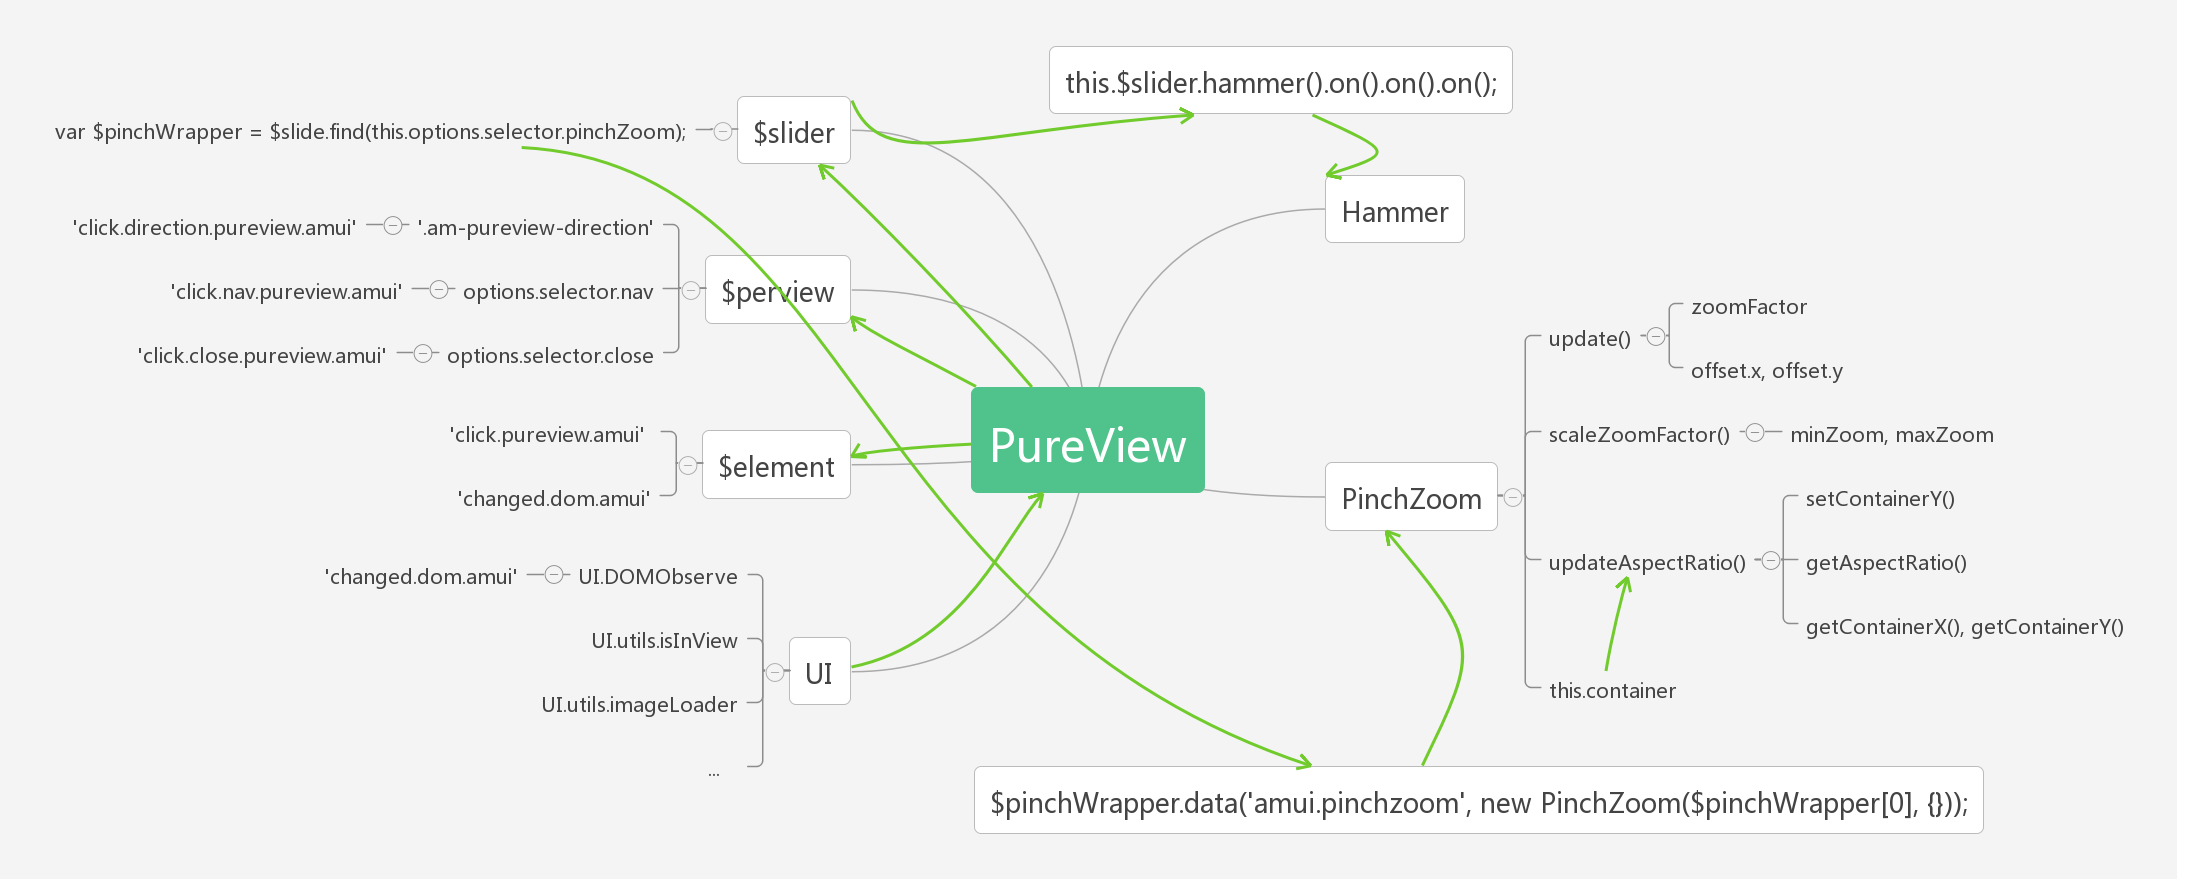 this.$slider.hammer().on().on().on();
var $pinchWrapper = $slide.find(this.options.selector.pinchZoom);
$slider
Hammer
'click.direction.pureview.amui'
'.am-pureview-direction'
'click.nav.pureview.amui'
options.selector.nav
$perview
'click.close.pureview.amui'
options.selector.close
'click.pureview.amui'
$element
'changed.dom.amui'
PureView
'changed.dom.amui'
UI.DOMObserve
UI.utils.isInView
UI
UI.utils.imageLoader
...
PinchZoom
update()
zoomFactor
offset.x, offset.y
scaleZoomFactor()
minZoom, maxZoom
updateAspectRatio()
setContainerY()
getAspectRatio()
getContainerX(), getContainerY()
this.container
$pinchWrapper.data('amui.pinchzoom', new PinchZoom($pinchWrapper[0], {}));